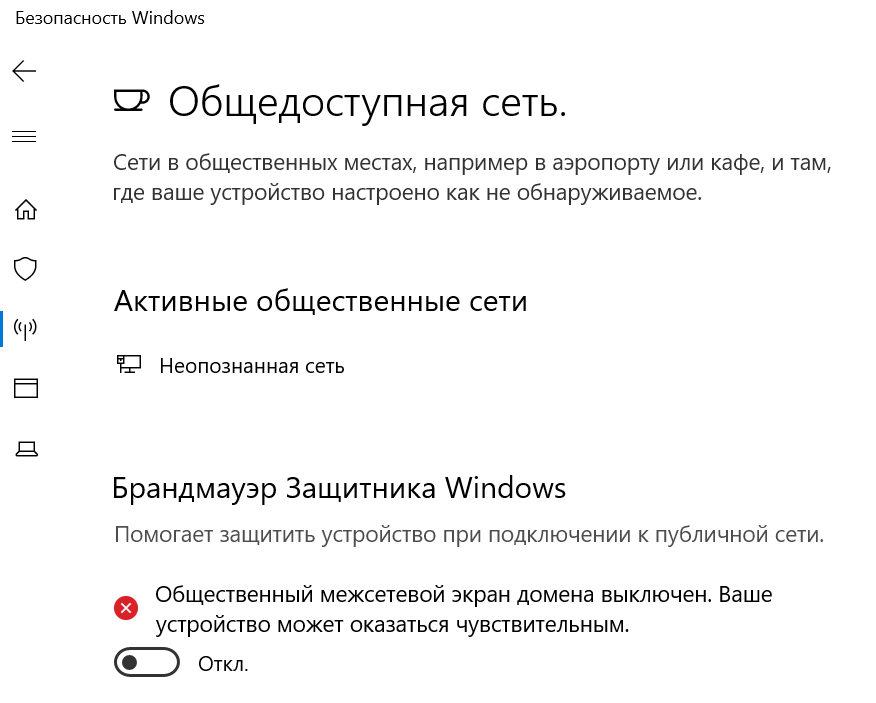 Безопасность Windows
Общедоступная сеть.
Сети в общественных местах, например в аэропорту или кафе, и там,
где ваше устройство настроено как не обнаруживаемое.
Активные общественные сети
Неопознанная сеть
Брандмауэр Защитника Windows
Помогает защитить устройство при подключении к публичной сети.
Общественный межсетевой экран домена выключен. Ваше
устройство может оказаться чувствительным.
Откл.